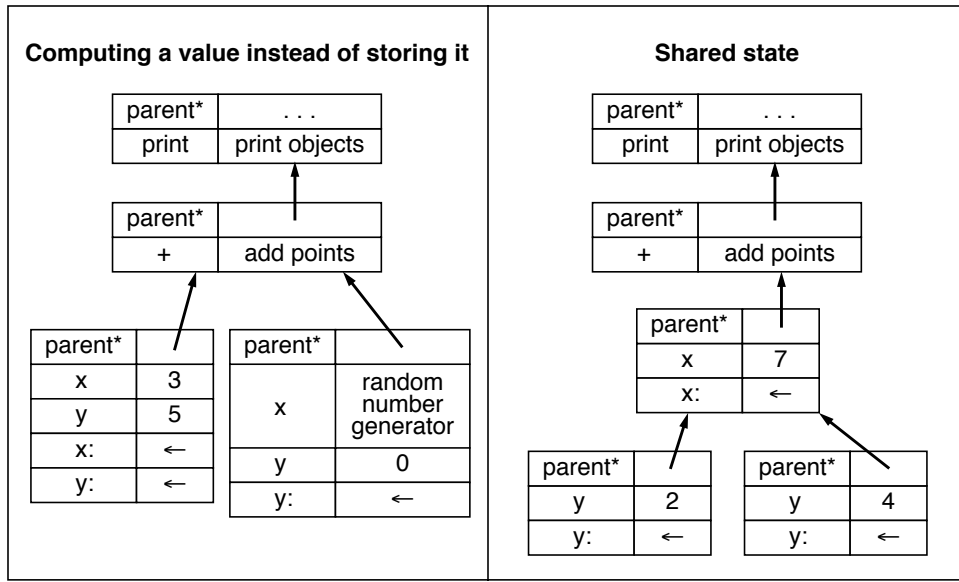 Computing a value instead of storing it
parent* . . .
print print objects
parent*
+ add points
parent*
x 3
y 5
x: ←
y: ←
parent*
x random
number
generator
y 0
y: ←
Shared state
parent* . . .
print print objects
parent*
+ add points
parent*
x 7
x: ←
parent*
y 2
y: ←
parent*
y 4
y: ←